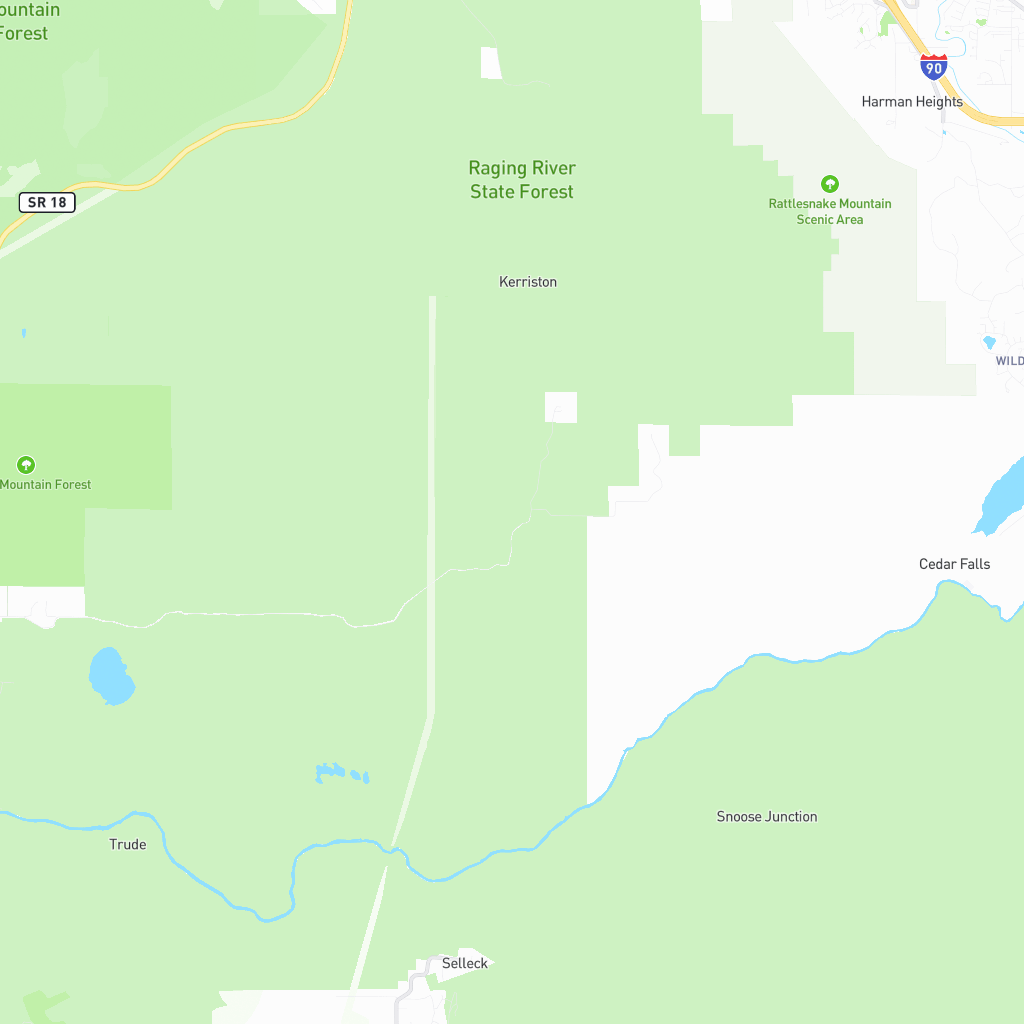 ountain
Forest
90
Harman Heights
Raging River
State Forest
SR 18
Rattlesnake Mountain
Scenic Area
Kerriston
WILD
Mountain Forest
Cedar Falls
Snoose Junction
Trude
Selleck